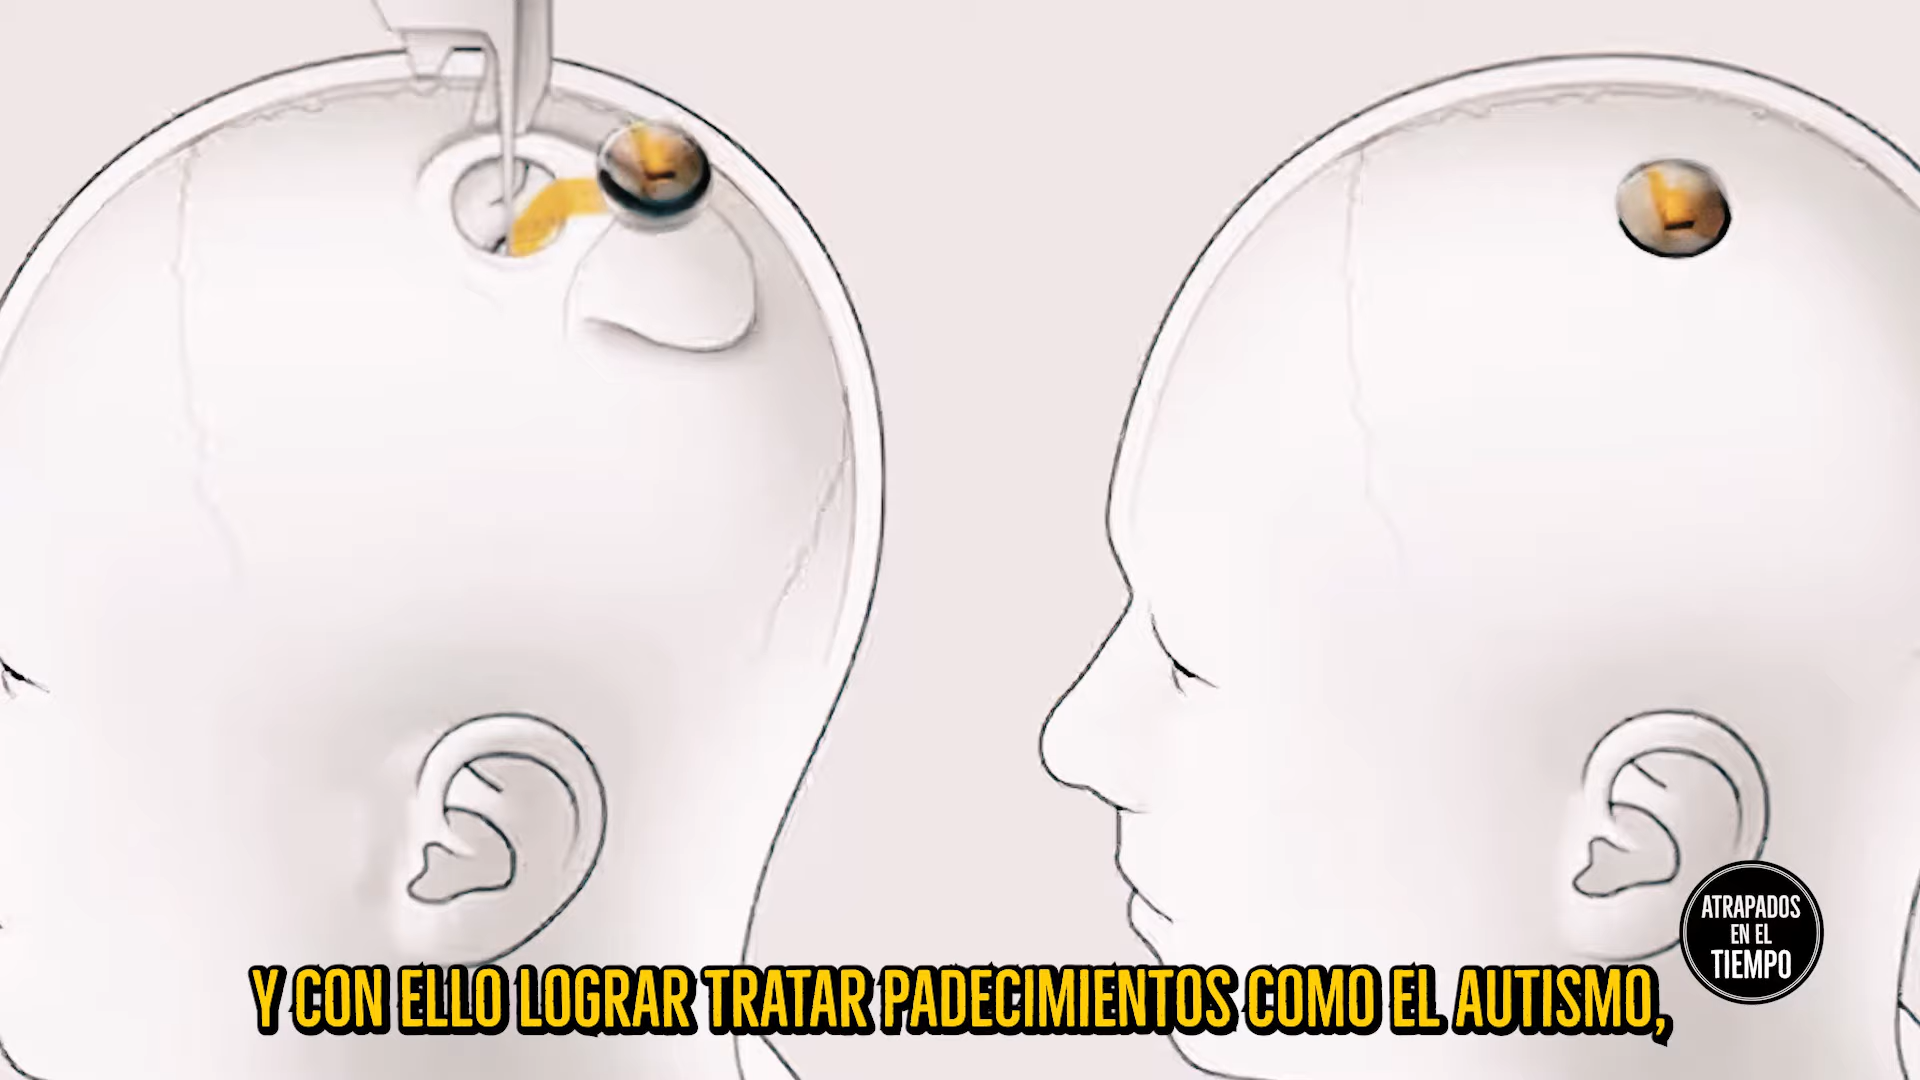 ATRAPADOS
EN EL
TIEMPO
Y CON ELLO LOGRAR TRATAR PADECIMIENTOS COMO EL AUTISMO,